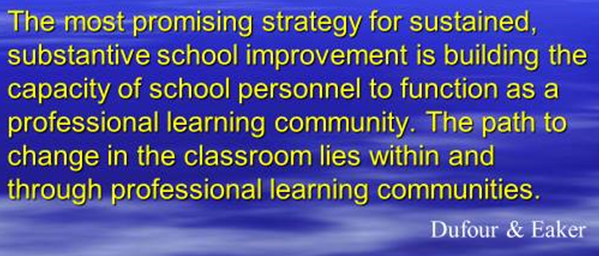 The most promising strategy for sustained,
substantive school improvement is building the
capacity of school personnel to function as a
professional learning community. The path to
change in the classroom lies within and
through professional learning communities.
Dufour & Eaker